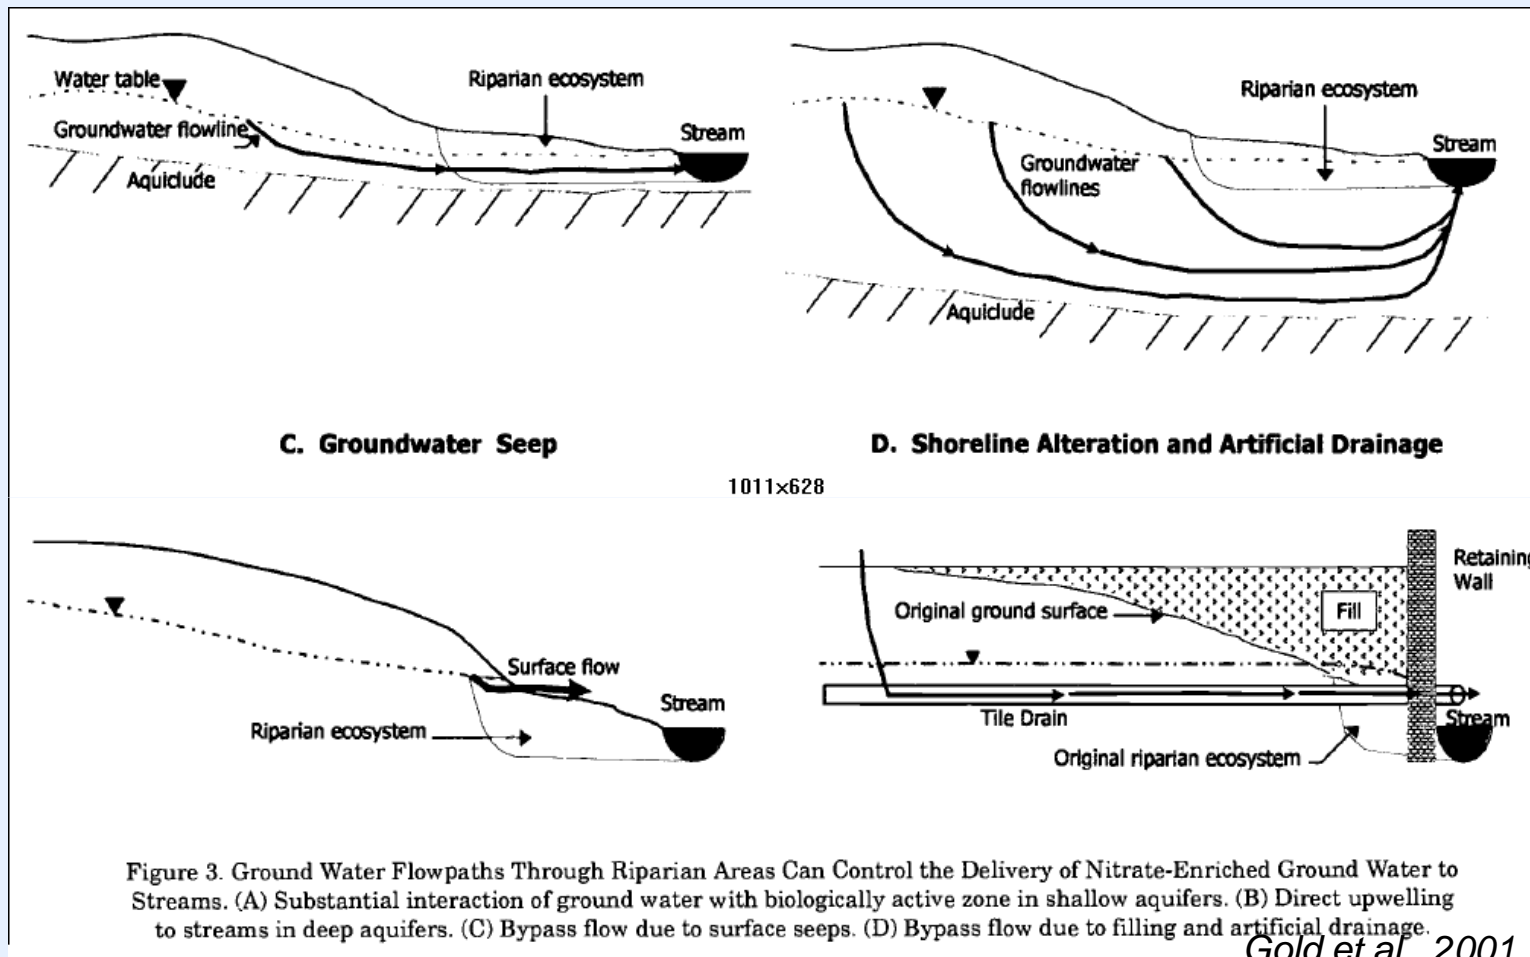 Water table
Riparian ecosystem
Groundwater flowline
Stream
Aquiclude
Riparian ecosystem
Stream
Groundwater
flowlines
Aquiclude
C. Groundwater Seep
D. Shoreline Alteration and Artificial Drainage
1011×628
Surface flow
Stream
Riparian ecosystem
Retaining
Wall
Original ground surface
Fill
Tile Drain
Stream
Original riparian ecosystem
Figure 3. Ground Water Flowpaths Through Riparian Areas Can Control the Delivery of Nitrate-Enriched Ground Water to
Streams. (A) Substantial interaction of ground water with biologically active zone in shallow aquifers. (B) Direct upwelling
to streams in deep aquifers. (C) Bypass flow due to surface seeps. (D) Bypass flow due to filling and artificial drainage.
Gold et al., 2001